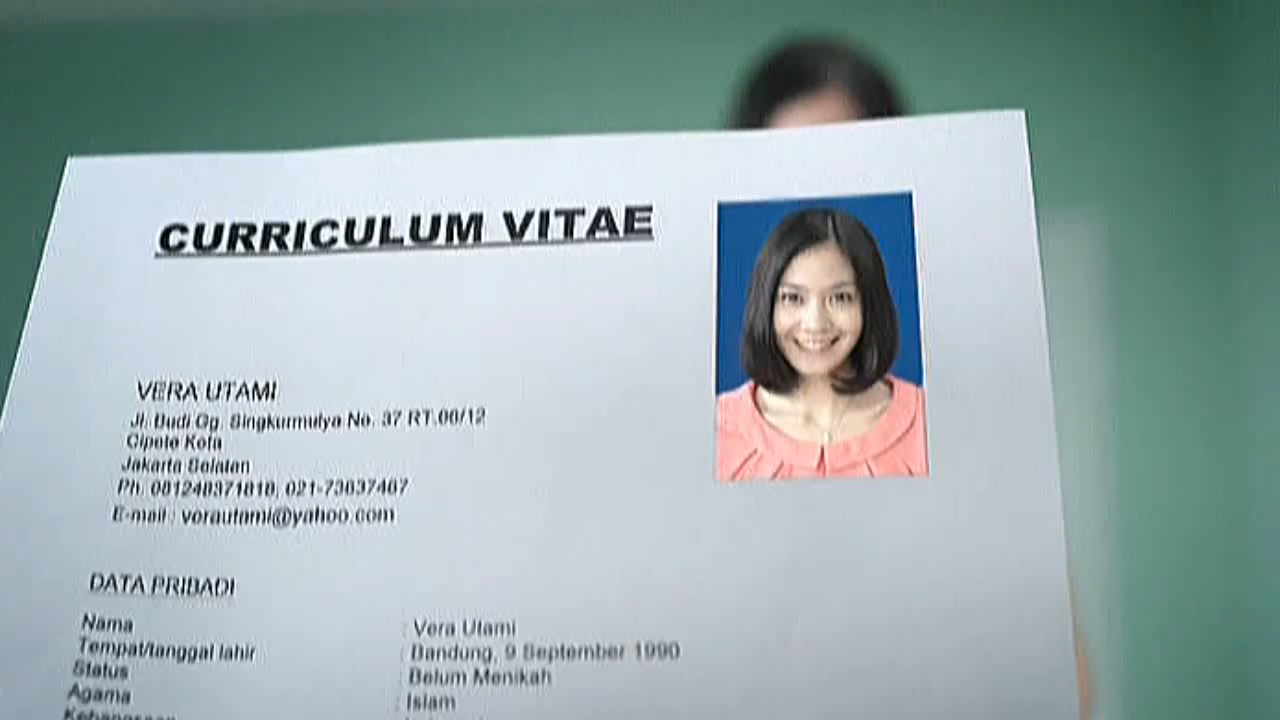 CURRICULUM VITAE
VERA UTAMI
Jl. Budi Gg. Singkurmulya No. 37 RT.06/12
Cipete Kota
Jakarta Selatan
Ph. 081248371818, 021-73837487
E-mail : verautami@yahoo.com
DATA PRIBADI
Nama : Vera Utami
Tempat/tanggal lahir : Bandung, 9 September 1990
Status : Belum Menikah
Agama : Islam